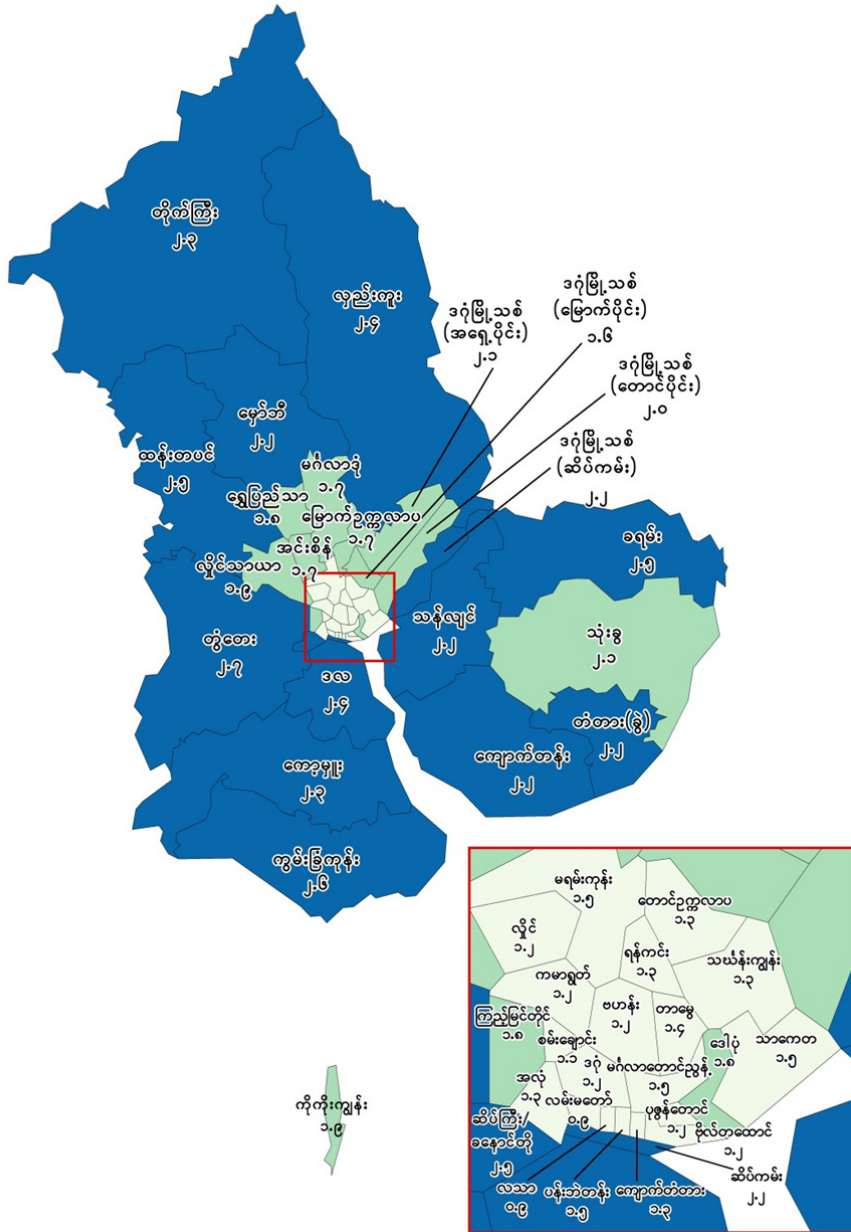 တိုက်ကြီး
၂.၃
လှည်းကူး
၂.၄
ဒဂုံမြို့သစ်
(အရှေ့ပိုင်း)
၂.၁
ဒဂုံမြို့သစ်
(မြောက်ပိုင်း)
၁.၆
ဒဂုံမြို့သစ်
(တောင်ပိုင်း)
၂.၀
ဒဂုံမြို့သစ်
(ဆိပ်ကမ်း)
၂.၂
မှော်ဘီ
၂.၂
ထန်းတပင်
၂.၅
မင်္ဂလာဒုံ
၁.၇
ရွှေပြည်သာ
၁.၈
မြောက်ဥက္ကလာပ
၁.၇
အင်းစိန်
၁.၇
လှိုင်သာယာ
၁.၉
ခရမ်း
၂.၅
သန်လျင်
၂.၂
သုံးခွ
၂.၁
တွံတေး
၂.၇
ဒလ
၂.၄
တံတား(ခွဲ)
၂.၂
ကျောက်တန်း
၂.၂
ကော့မှူး
၂.၃
ကွမ်းခြံကုန်း
၂.၆
ကိုကိုးကျွန်း
၁.၉
မရမ်းကုန်း
၁.၅
တောင်ဥက္ကလာပ
၁.၃
လှိုင်
၁.၂
ရန်ကင်း
၁.၃
သင်္ဃန်းကျွန်း
၁.၃
ကမာရွတ်
၁.၂
ဗဟန်း
၁.၂
တာမွေ
၁.၄
ကြည့်မြင်တိုင်
၁.၈
စမ်းချောင်း
၁.၁
ဒေါပုံ
၁.၈
သာကေတ
၁.၅
ဒဂုံ
၁.၂
မင်္ဂလာတောင်ညွန့်
၁.၅
အလုံ
၁.၃
လမ်းမတော်
၀.၉
ပုဇွန်တောင်
၁.၂
ဗိုလ်တထောင်
၁.၂
ဆိပ်ကြီး/
ခနောင်တို
၂.၅
ဆိပ်ကမ်း
၂.၂
လသာ
၀.၉
ပန်းဘဲတန်း
၁.၅
ကျောက်တံတား
၁.၃